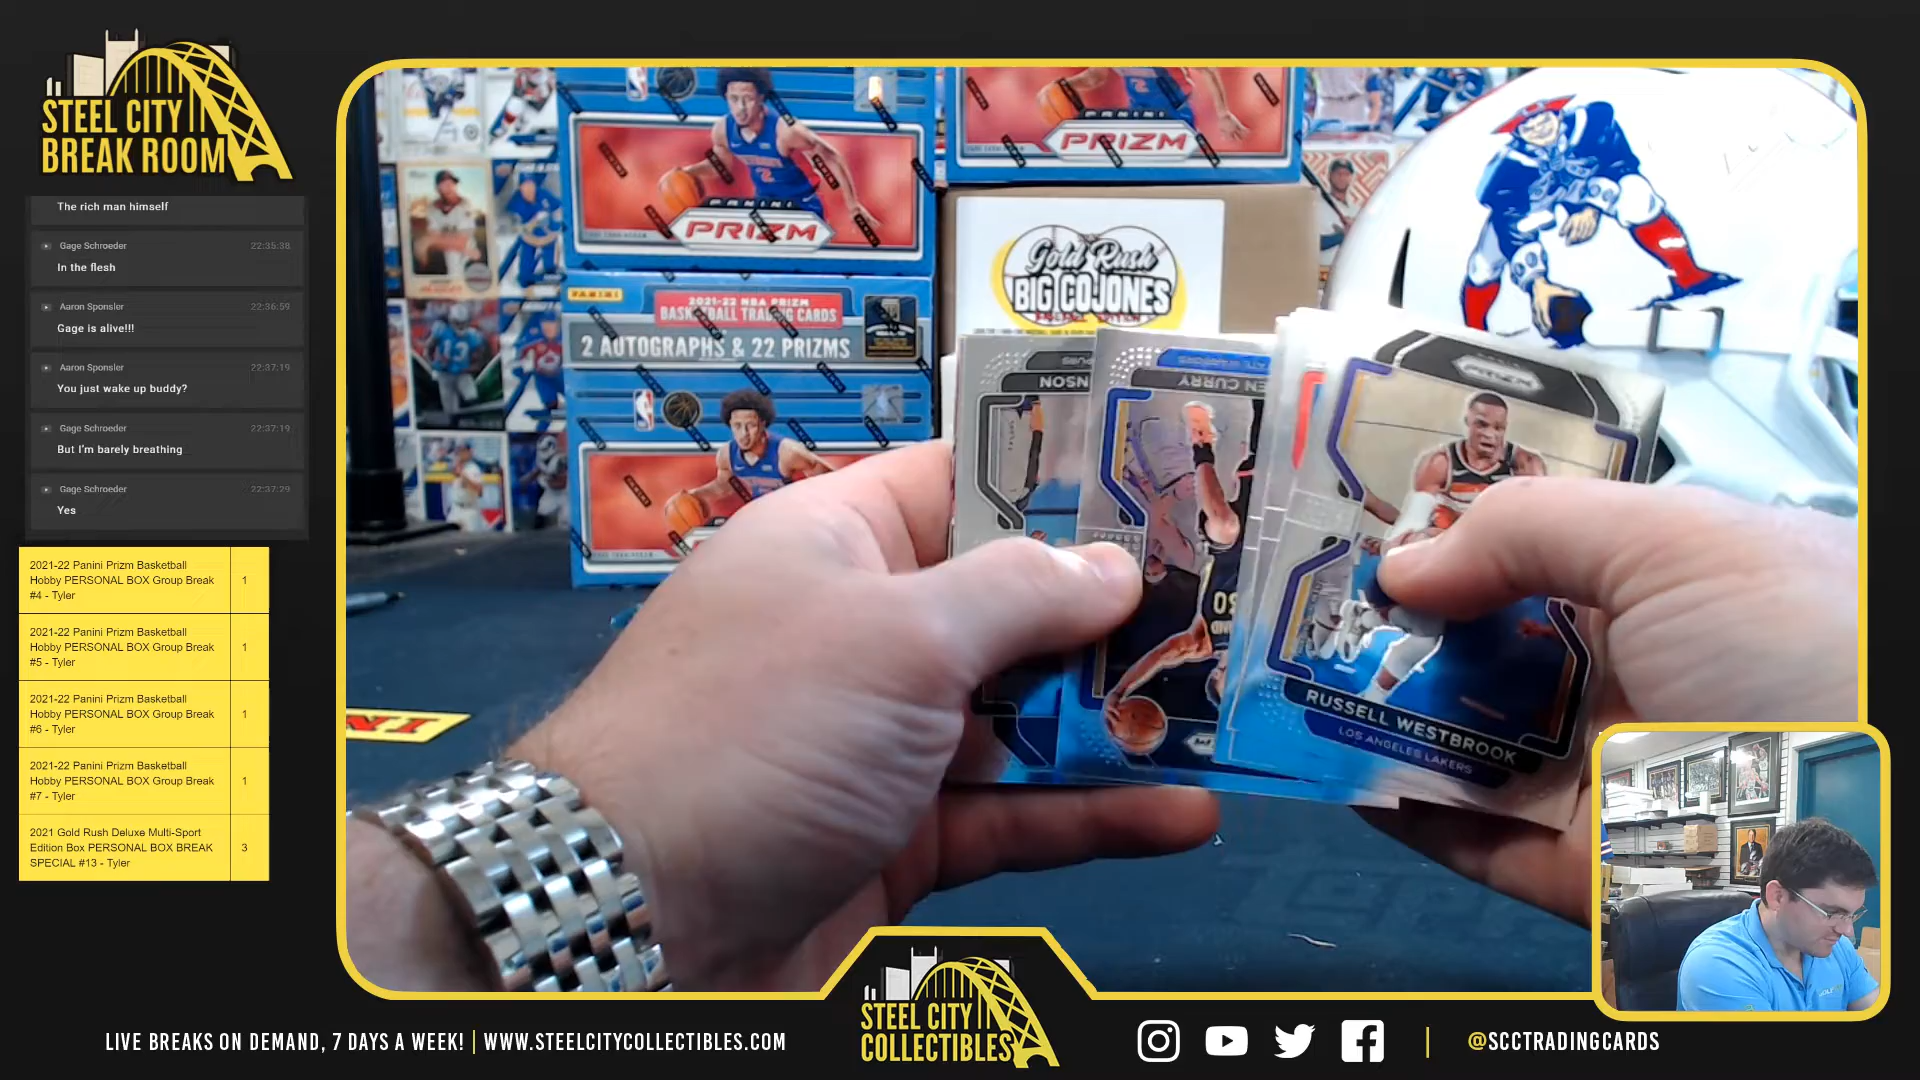 STEEL CITY
BREAK ROOM
The rich man himself
Gage Schroeder 22:35:38
In the flesh
Aaron Sponsler 22:36:59
Gage is alive!!!
Aaron Sponsler 22:37:19
You just wake up buddy?
Gage Schroeder 22:37:19
But I'm barely breathing
Gage Schroeder 22:37:29
Yes
2021-22 Panini Prizm Basketball
Hobby PERSONAL BOX Group Break 1
#4 - Tyler
2021-22 Panini Prizm Basketball
Hobby PERSONAL BOX Group Break 1
#5 - Tyler
2021-22 Panini Prizm Basketball
Hobby PERSONAL BOX Group Break 1
#6 - Tyler
2021-22 Panini Prizm Basketball
Hobby PERSONAL BOX Group Break 1
#7 - Tyler
2021 Gold Rush Deluxe Multi-Sport
Edition Box PERSONAL BOX BREAK 3
SPECIAL #13 - Tyler
PANINI
PRIZM
PRIZM
PANINI
2021-22 NBA PRIZM
BASKETBALL TRADING CARDS
2 AUTOGRAPHS & 22 PRIZMS
Gold Rush
BIG COJONES
NSON
EN CURRY
RUSSELL WESTBROOK
LOS ANGELES LAKERS
STEEL CITY
COLLECTIBLES
LIVE BREAKS ON DEMAND, 7 DAYS A WEEK! | WWW.STEELCITYCOLLECTIBLES.COM
| @SCCTRADINGCARDS